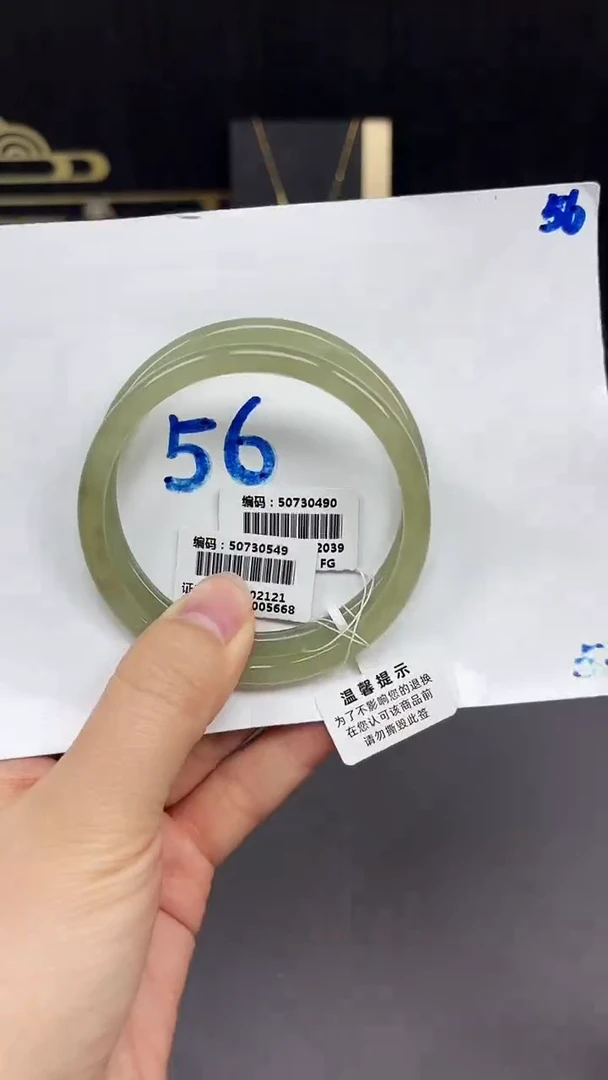 56
56
编码：50730490
2039
FG
编码：50730549
证
02121
005668
温馨提示
为了不影响您的退换
在您认可该商品前
请勿撕毁此签